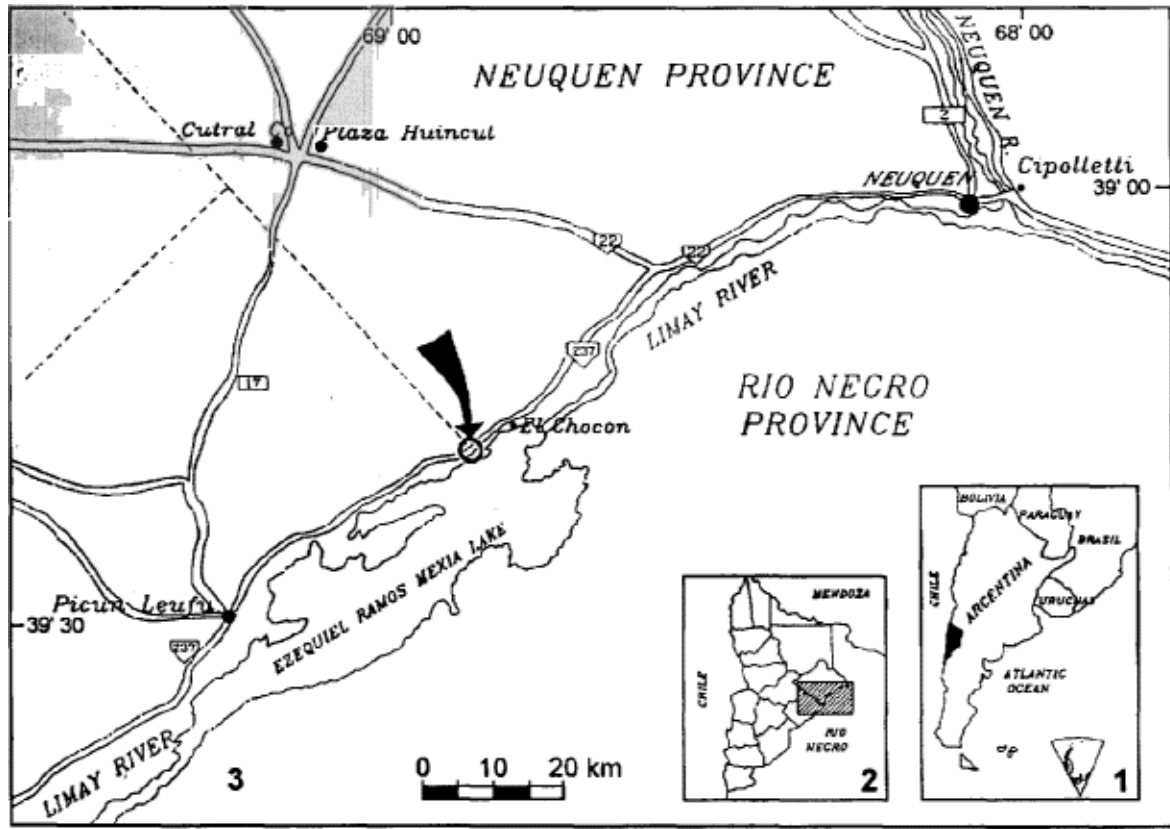 69' 00
68' 00
NEUQUEN PROVINCE
NEUQUEN R.
2
Cutral
Plaza Huincul
Cipolletti
NEUQUEN
39' 00
22
22
LIMAY RIVER
237
17
RIO NEGRO
PROVINCE
El Chocon
EZEQUIEL RAMOS MEXIA LAKE
Picun Leufu
39' 30
237
LIMAY RIVER
3
0 10 20 km
MENDOZA
CHILE
RIO
NEGRO
2
BOLIVIA
PARAGUAY
BRASIL
CHILE
ARGENTINA
URUGUAY
ATLANTIC
OCEAN
1